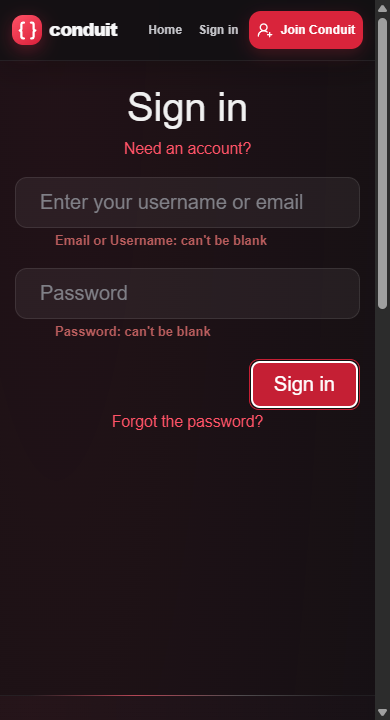 { } conduit Home Sign in Join Conduit
Sign in
Need an account?
Enter your username or email
Email or Username: can't be blank
Password
Password: can't be blank
Sign in
Forgot the password?